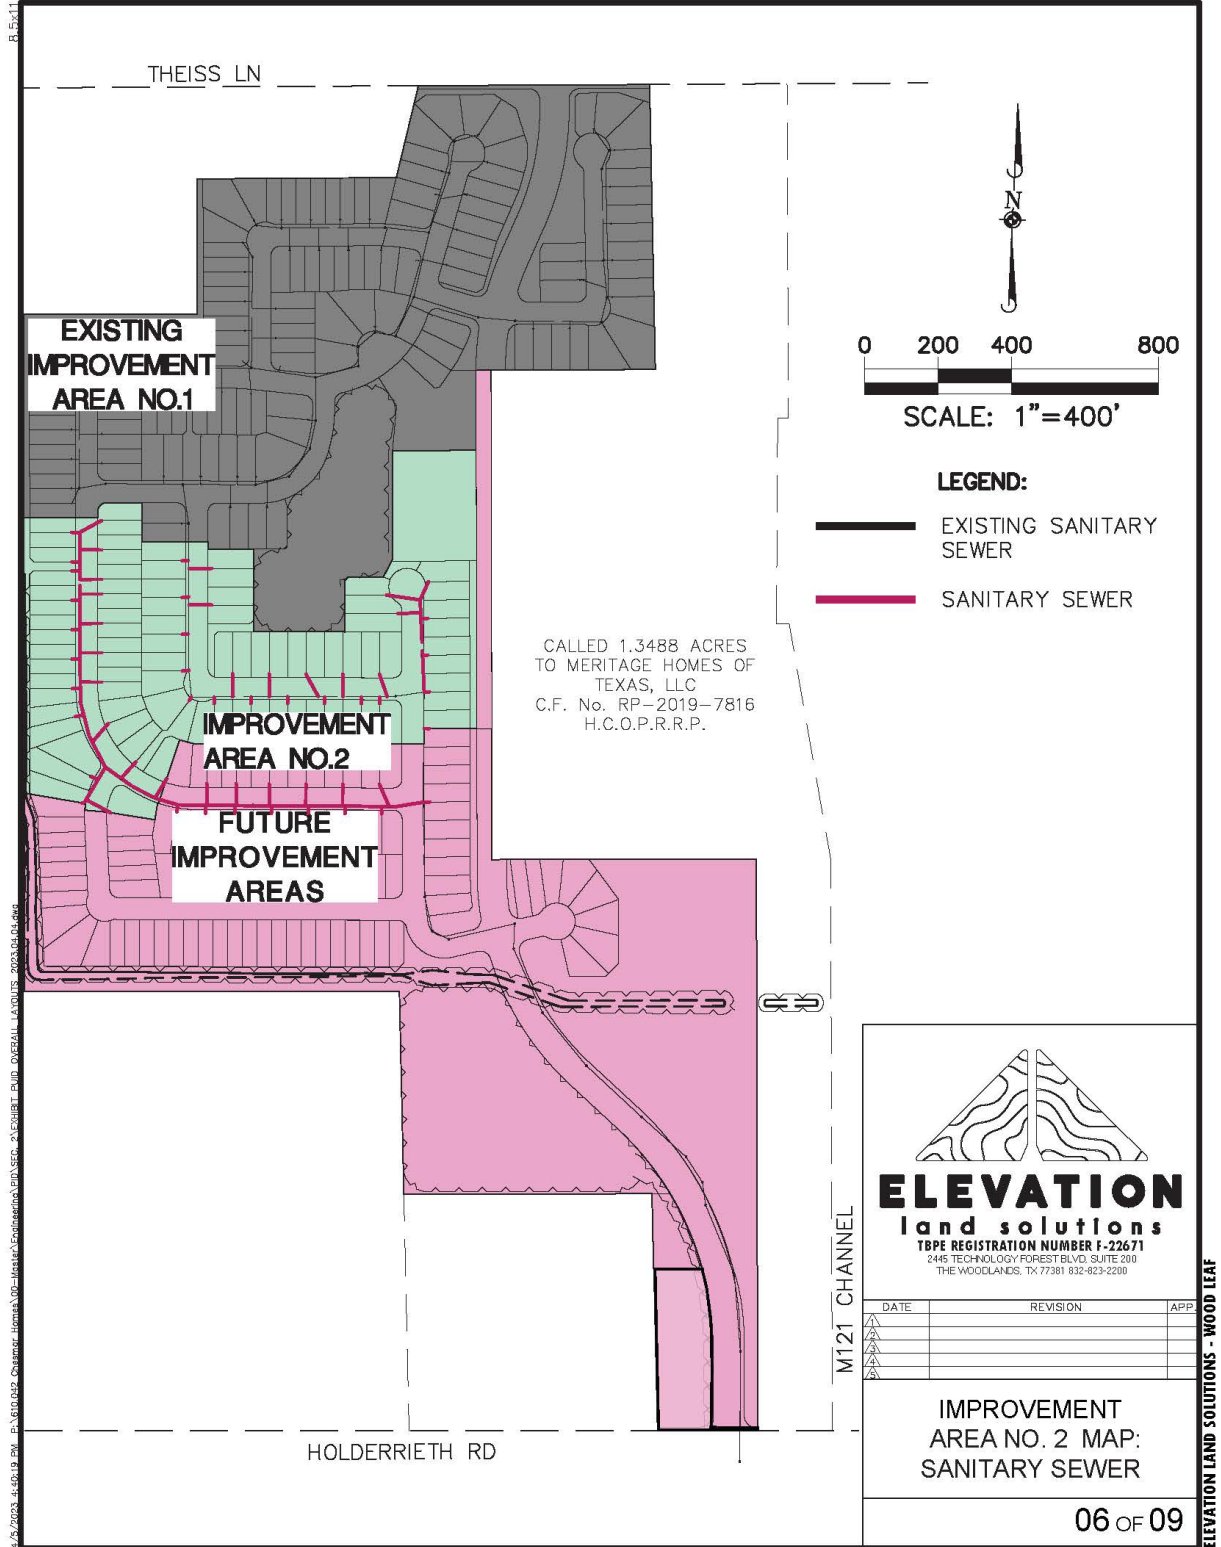 8.5x11
THEISS LN
N
0 200 400 800
SCALE: 1"=400'
EXISTING
IMPROVEMENT
AREA NO.1
LEGEND:
EXISTING SANITARY
SEWER
SANITARY SEWER
CALLED 1.3488 ACRES
TO MERITAGE HOMES OF
TEXAS, LLC
C.F. No. RP-2019-7816
H.C.O.P.R.R.P.
IMPROVEMENT
AREA NO.2
FUTURE
IMPROVEMENT
AREAS
M121 CHANNEL
HOLDERRIETH RD
ELEVATION
land solutions
TBPE REGISTRATION NUMBER F-22671
2445 TECHNOLOGY FOREST BLVD, SUITE 200
THE WOODLANDS, TX 77381 832-823-2200
DATE REVISION APP.
1
2
3
4
5
IMPROVEMENT
AREA NO. 2 MAP:
SANITARY SEWER
06 OF 09
ELEVATION LAND SOLUTIONS - WOOD LEAF